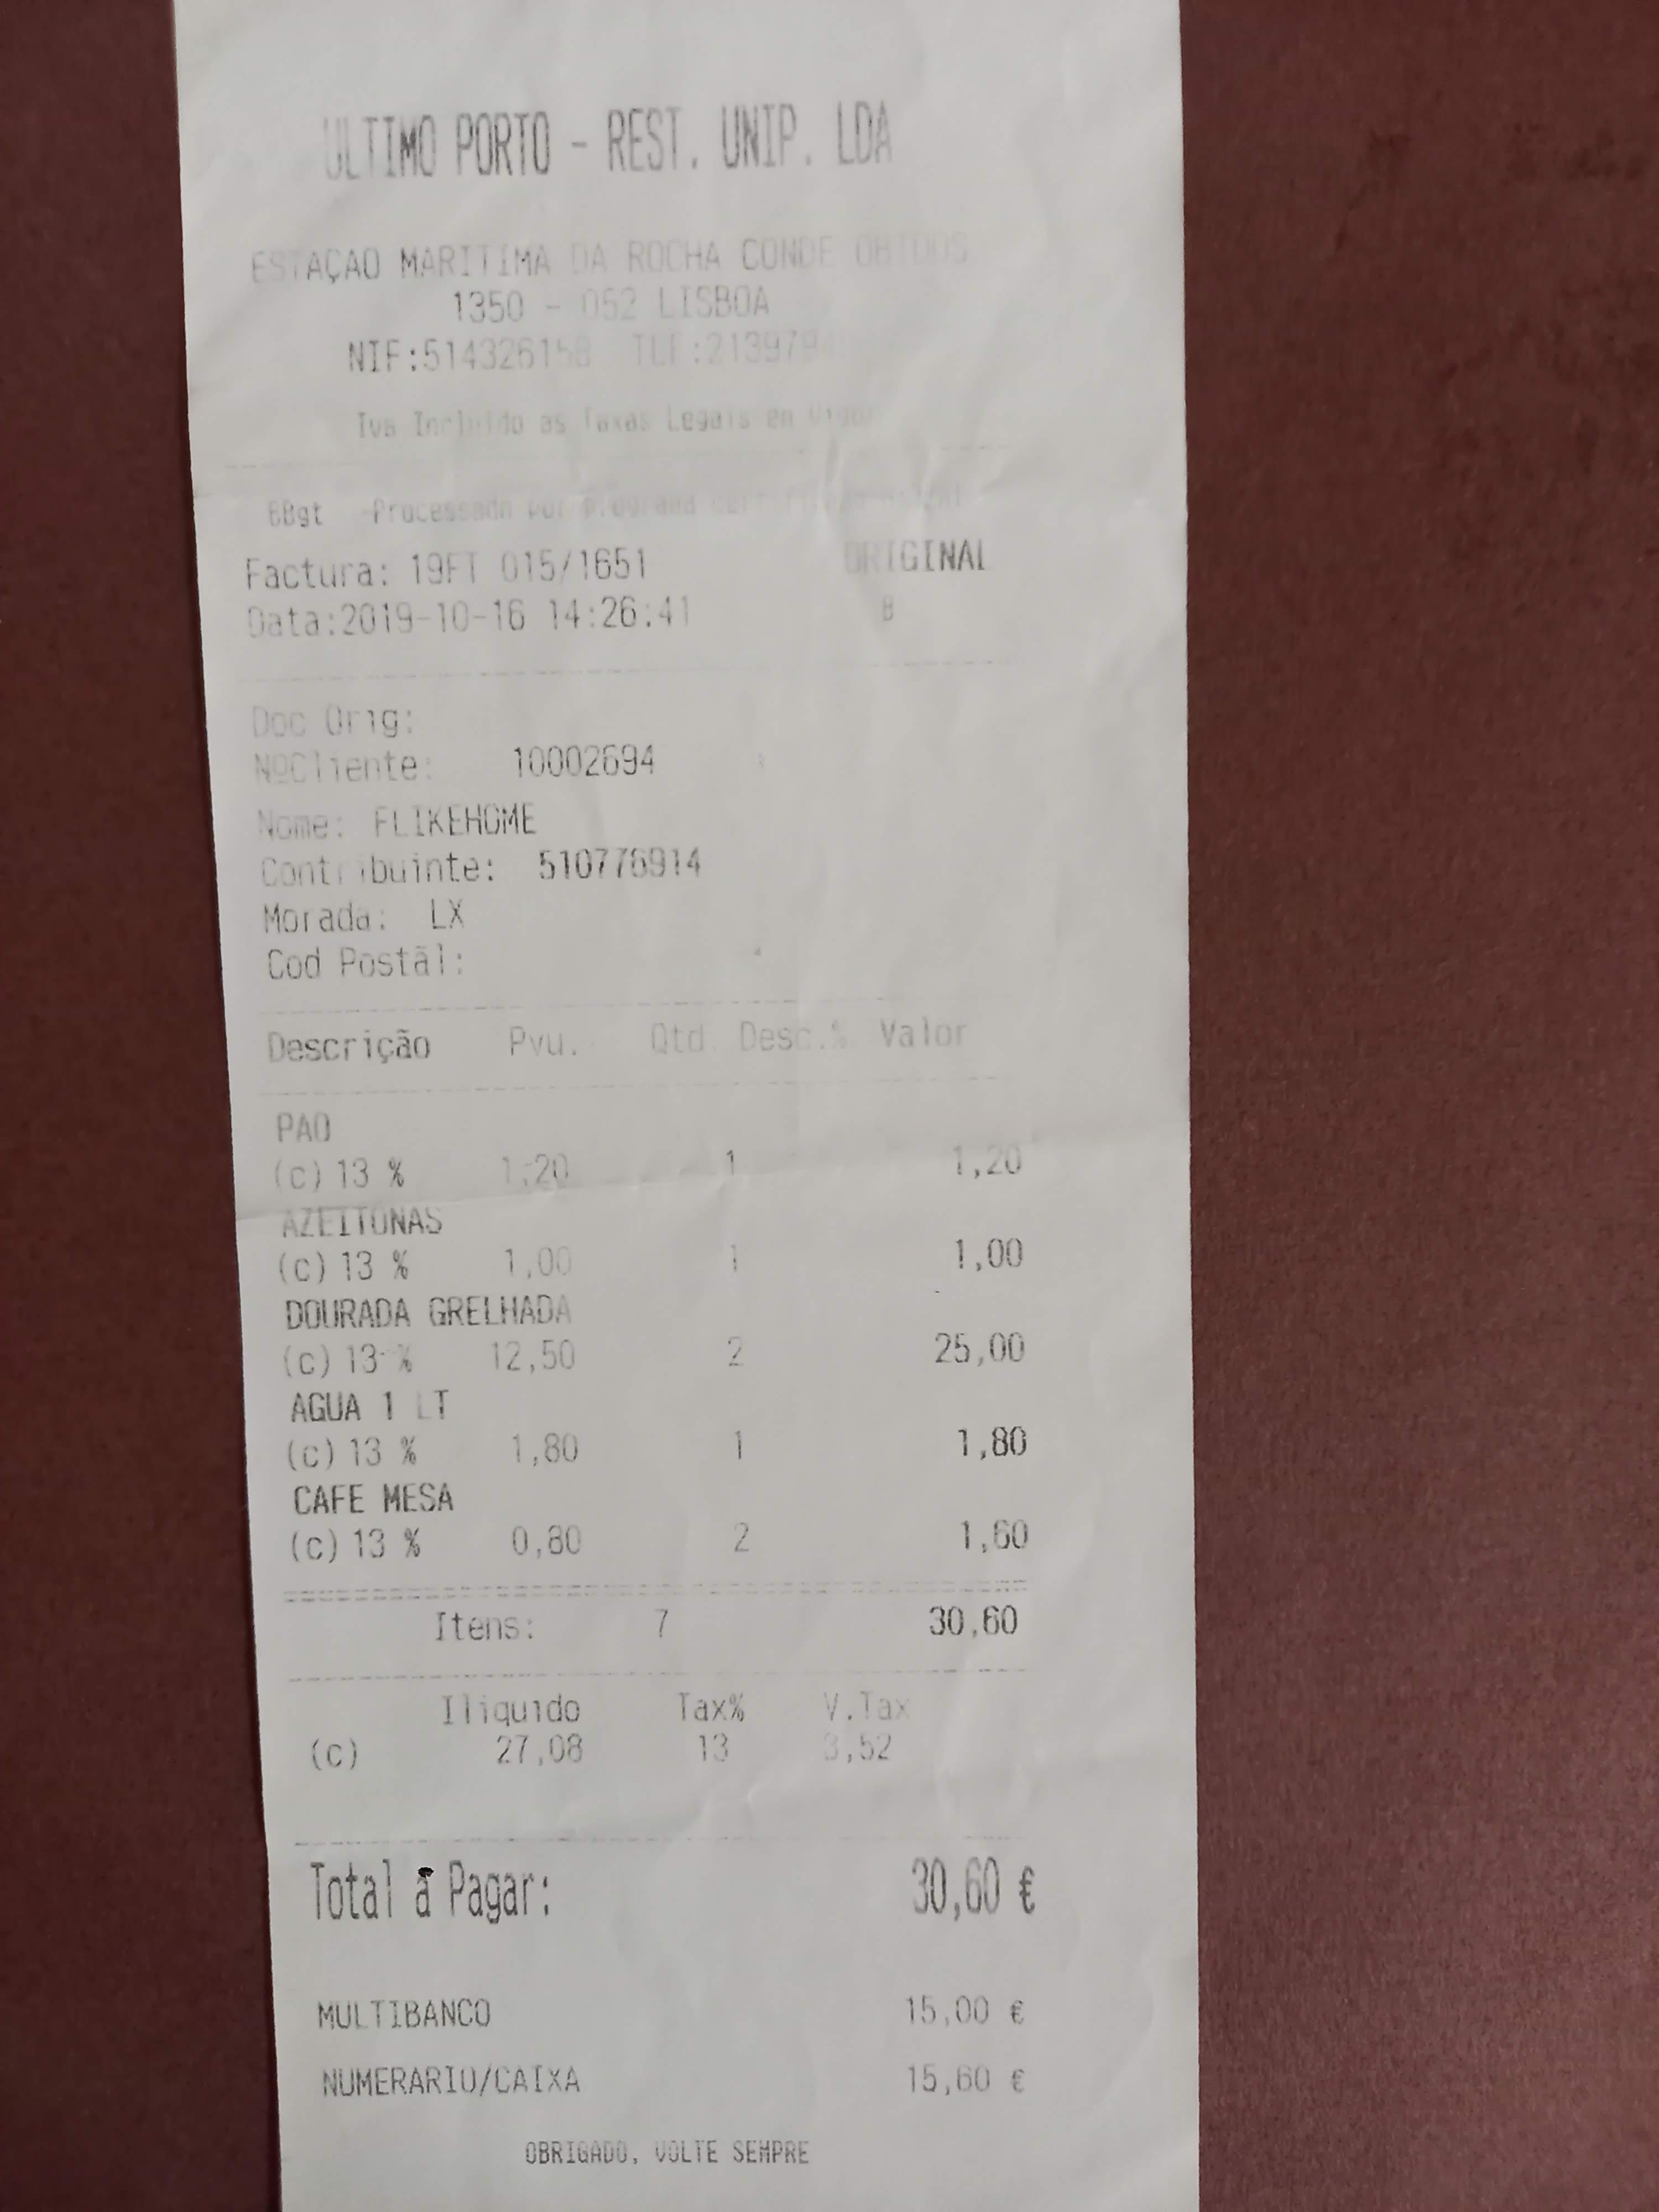 ULTIMO PORTO - REST. UNIP. LDA
ESTAÇAO MARITIMA DA ROCHA CONDE OBIDOS
1350 - 052 LISBOA
NIF:514326158 TLF:2139794
Iva Incluido as Taxas Legais em Vigor
6Bgt -Processado por programa
Factura: 19FT 015/1651 ORIGINAL
Data:2019-10-16 14:26:41 B
Doc Orig:
NºCliente: 10002694
Nome: FLIKEHOME
Contribuinte: 510776914
Morada: LX
Cod Postãl:
Descrição Pvu. Qtd. Desc.% Valor
PAO
(c) 13 % 1,20 1 1,20
AZEITONAS
(c) 13 % 1,00 1 1,00
DOURADA GRELHADA
(c) 13 % 12,50 2 25,00
AGUA 1 LT
(c) 13 % 1,80 1 1,80
CAFE MESA
(c) 13 % 0,80 2 1,60
Itens: 7 30,60
Iliquido Tax% V.Tax
(c) 27,08 13 3,52
Total a Pagar: 30,60 €
MULTIBANCO 15,00 €
NUMERARIO/CAIXA 15,60 €
OBRIGADO, VOLTE SEMPRE